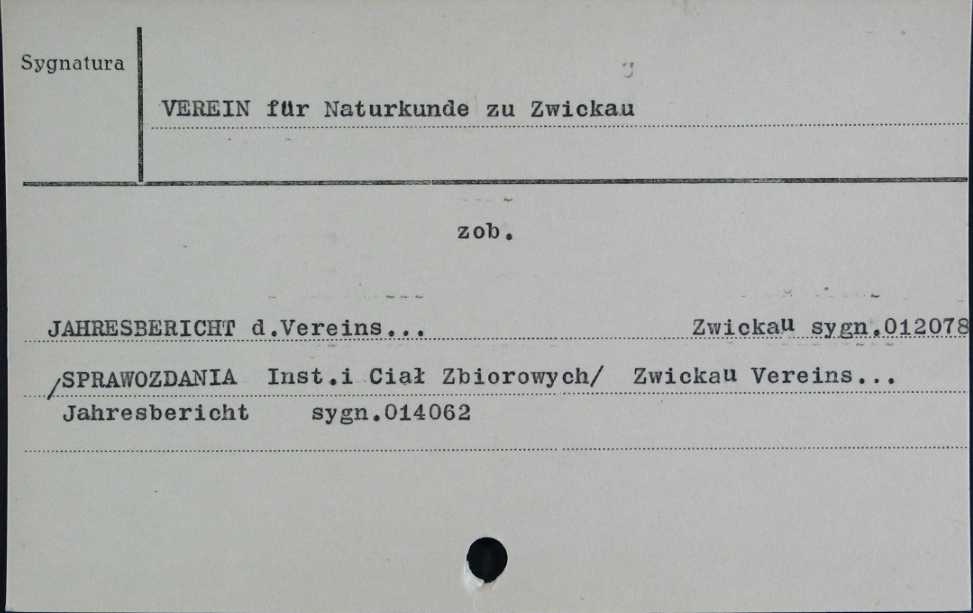 Sygnatura
VEREIN für Naturkunde zu Zwickau
zob.
JAHRESBERICHT d.Vereins... Zwickau sygn.012078
/SPRAWOZDANIA Inst.i Ciał Zbiorowych/ Zwickau Vereins...
Jahresbericht sygn.014062